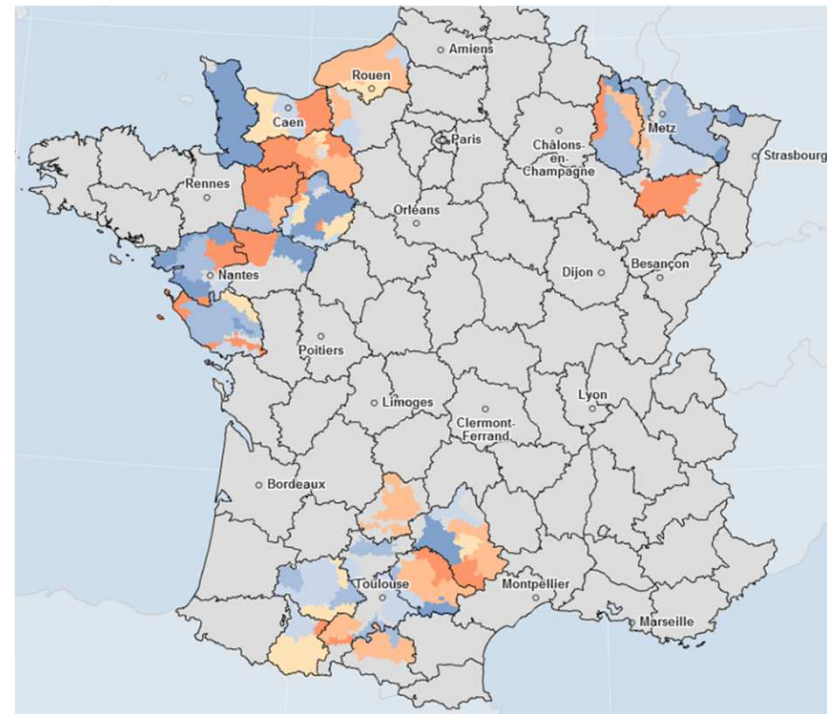 Amiens
Rouen
Caen
Paris
Metz
Châlons-
en-
Champagne
Strasbourg
Rennes
Orléans
Nantes
Dijon
Besançon
Poitiers
Limoges
Clermont-
Ferrand
Lyon
Bordeaux
Toulouse
Montpellier
Marseille